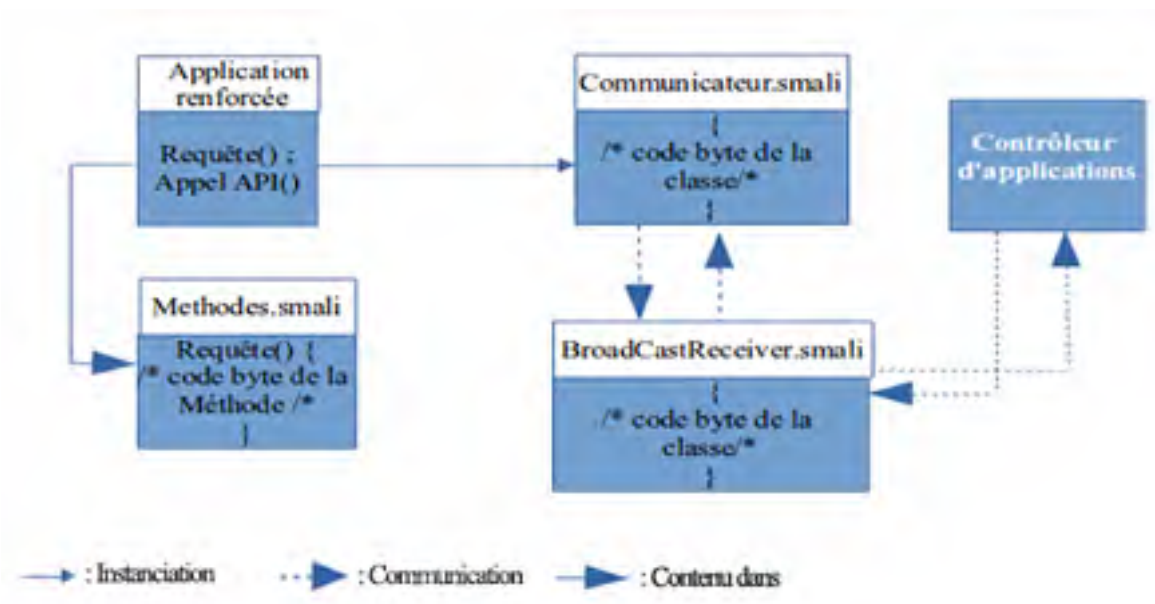 Application
renforcée
Requête() ;
Appel API()
Communicateur.smali
{
/* code byte de la
classe/*
}
Contrôleur
d'applications
Methodes.smali
Requête() {
/* code byte de la
Méthode /*
}
BroadCastReceiver.smali
{
/* code byte de la
classe/*
}
: Instanciation
: Communication
: Contenu dans